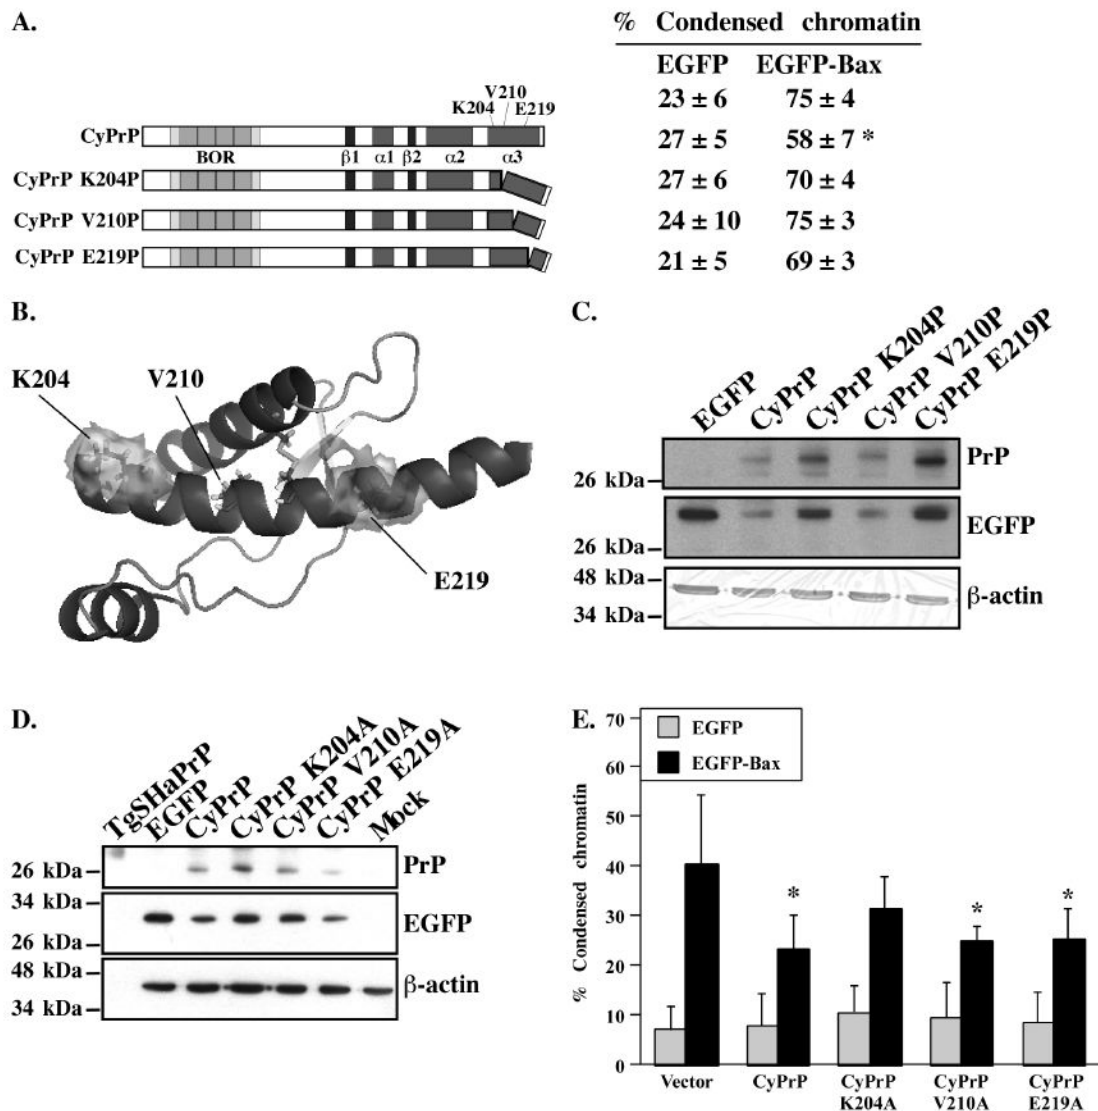 A.
% Condensed chromatin
EGFP EGFP-Bax
23 ± 6 75 ± 4
27 ± 5 58 ± 7 *
27 ± 6 70 ± 4
24 ± 10 75 ± 3
21 ± 5 69 ± 3
V210
K204 E219
CyPrP
BOR β1 α1 β2 α2 α3
CyPrP K204P
CyPrP V210P
CyPrP E219P
B.
K204
V210
E219
C.
EGFP
CyPrP
CyPrP K204P
CyPrP V210P
CyPrP E219P
PrP
26 kDa
EGFP
26 kDa
48 kDa
β-actin
34 kDa
D.
TgSHaPrP
EGFP
CyPrP
CyPrP K204A
CyPrP V210A
CyPrP E219A
Mock
26 kDa
PrP
34 kDa
EGFP
26 kDa
48 kDa
β-actin
34 kDa
E.
% Condensed chromatin
70
60
50
40
30
20
10
0
EGFP
EGFP-Bax
*
*
*
Vector
CyPrP
CyPrP
K204A
CyPrP
V210A
CyPrP
E219A